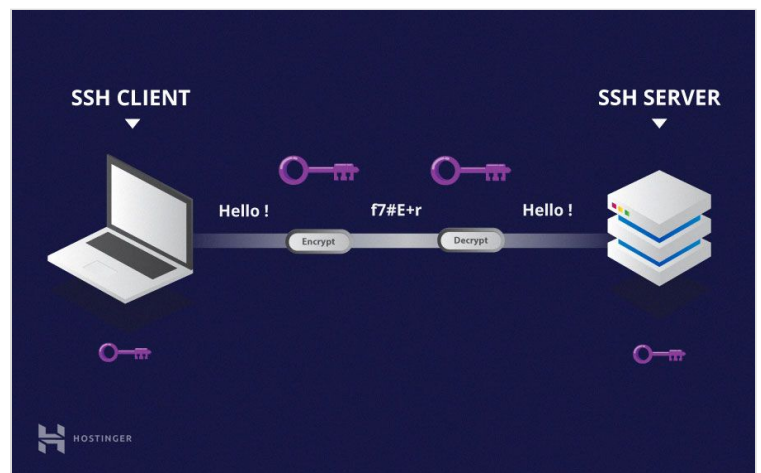 SSH CLIENT
SSH SERVER
Hello !
f7#E+r
Hello !
Encrypt
Decrypt
HOSTINGER